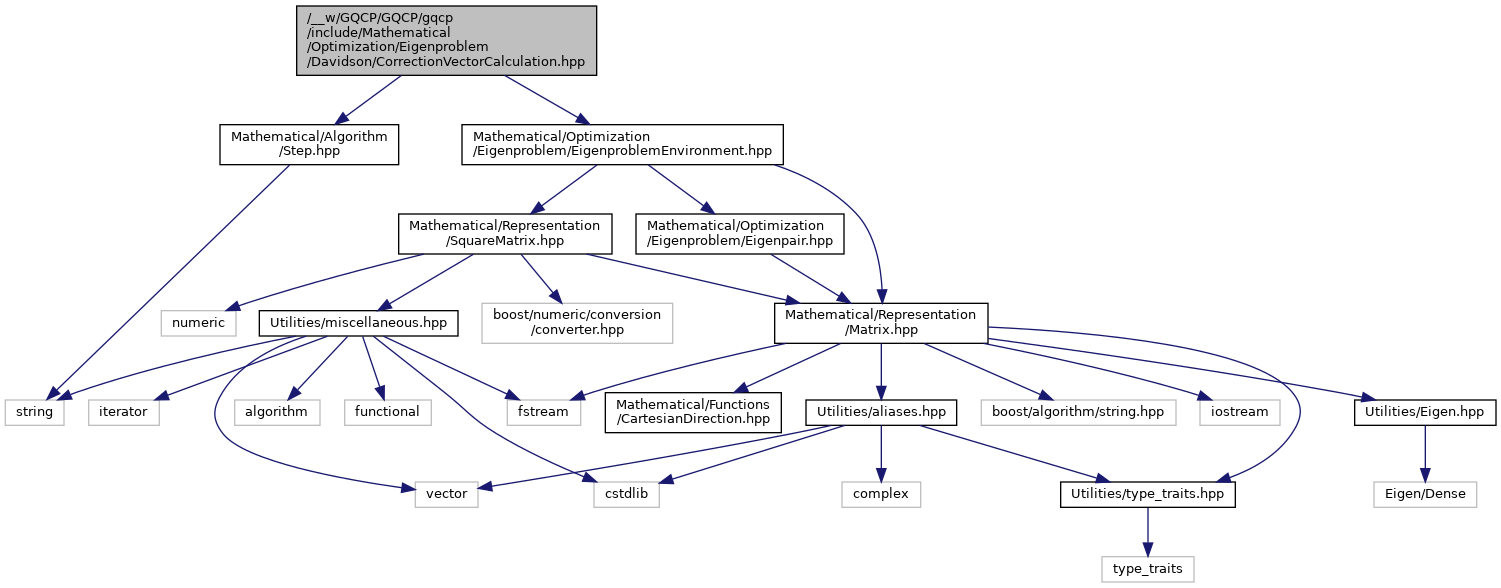 /__w/GQCP/GQCP/gqcp
/include/Mathematical
/Optimization/Eigenproblem
/Davidson/CorrectionVectorCalculation.hpp
Mathematical/Algorithm
/Step.hpp
Mathematical/Optimization
/Eigenproblem/EigenproblemEnvironment.hpp
Mathematical/Representation
/SquareMatrix.hpp
Mathematical/Optimization
/Eigenproblem/Eigenpair.hpp
numeric
Utilities/miscellaneous.hpp
boost/numeric/conversion
/converter.hpp
Mathematical/Representation
/Matrix.hpp
string
iterator
algorithm
functional
fstream
Mathematical/Functions
/CartesianDirection.hpp
Utilities/aliases.hpp
boost/algorithm/string.hpp
iostream
Utilities/Eigen.hpp
vector
cstdlib
complex
Utilities/type_traits.hpp
Eigen/Dense
type_traits